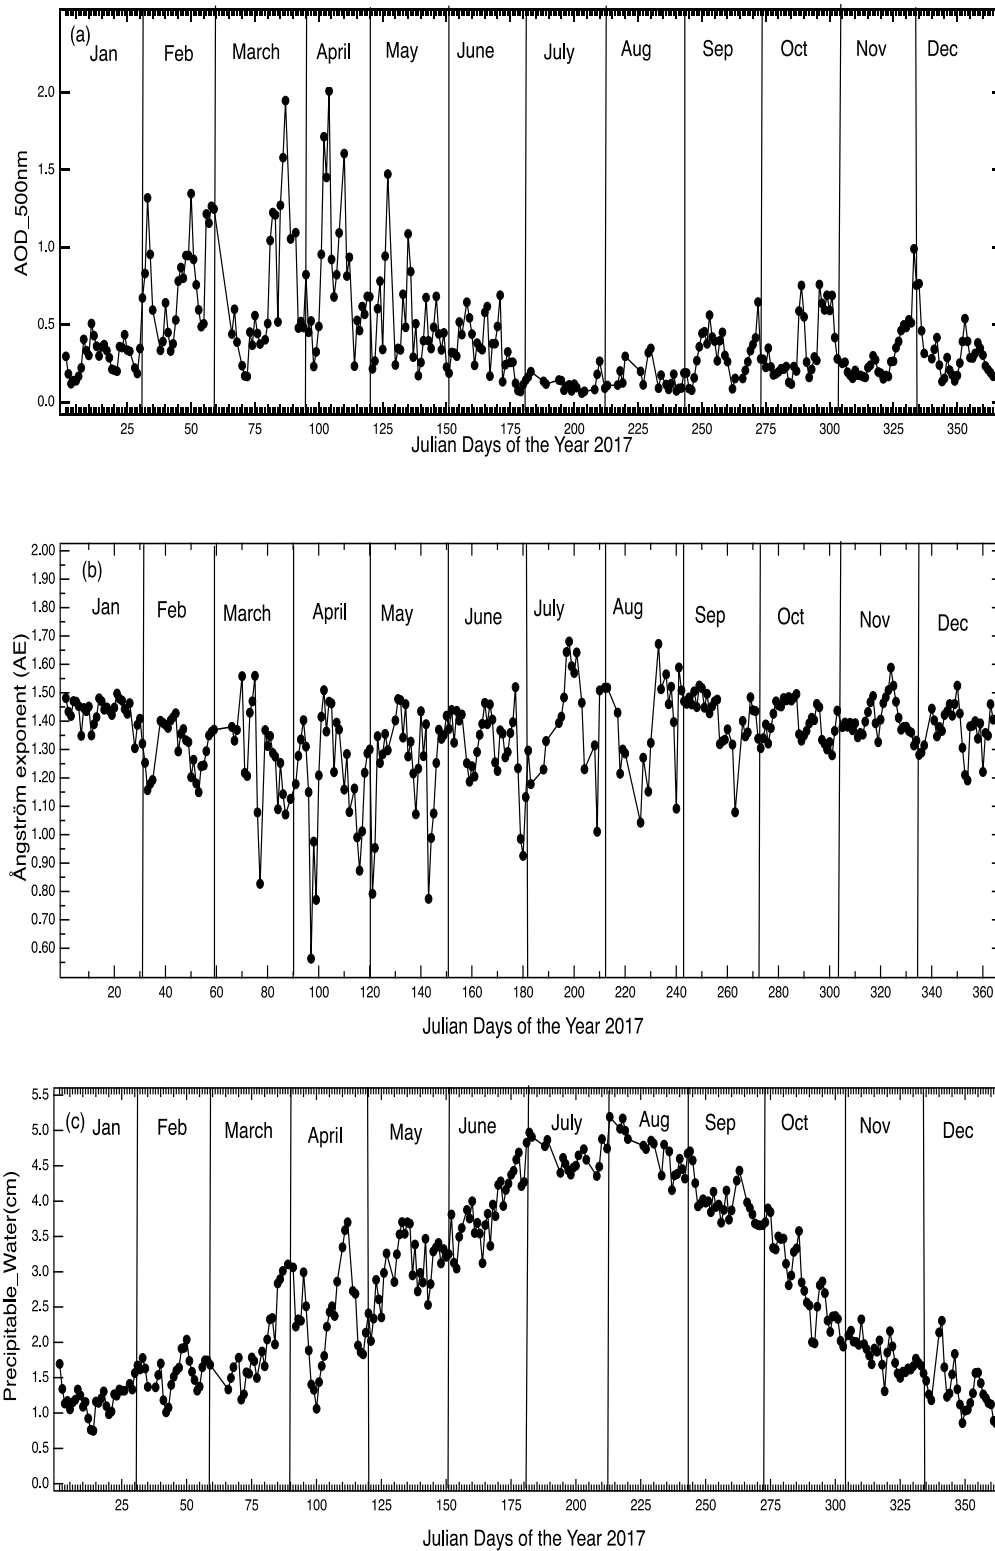 (a)
Jan Feb March April May June July Aug Sep Oct Nov Dec
2.0
1.5
1.0
0.5
0.0
AOD_500nm
25 50 75 100 125 150 175 200 225 250 275 300 325 350
Julian Days of the Year 2017
(b)
Jan Feb March April May June July Aug Sep Oct Nov Dec
2.00
1.90
1.80
1.70
1.60
1.50
1.40
1.30
1.20
1.10
1.00
0.90
0.80
0.70
0.60
Ångström exponent (AE)
20 40 60 80 100 120 140 160 180 200 220 240 260 280 300 320 340 360
Julian Days of the Year 2017
(c)
Jan Feb March April May June July Aug Sep Oct Nov Dec
5.5
5.0
4.5
4.0
3.5
3.0
2.5
2.0
1.5
1.0
0.5
0.0
Precipitable_Water(cm)
25 50 75 100 125 150 175 200 225 250 275 300 325 350
Julian Days of the Year 2017